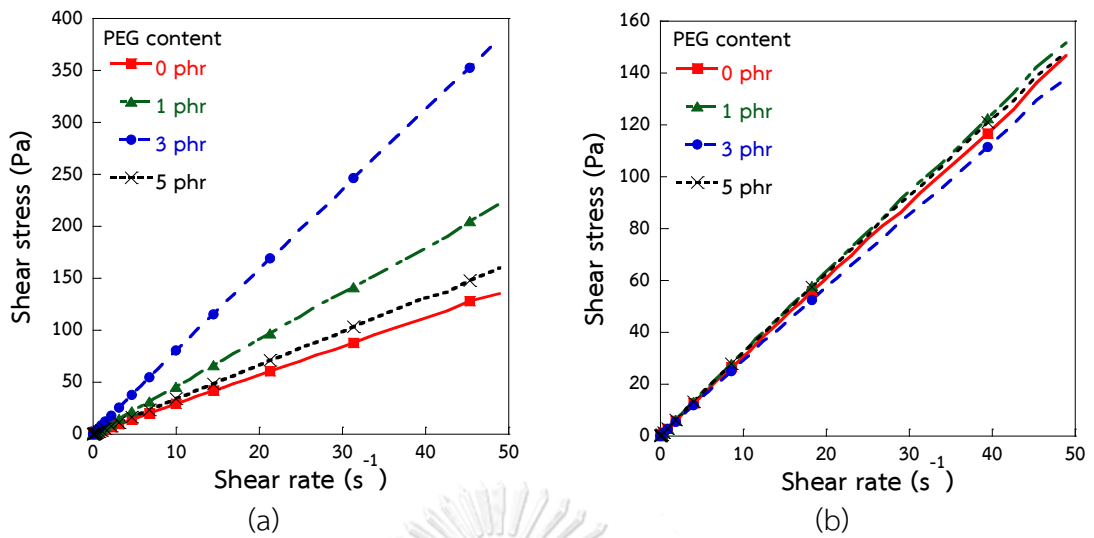 400
350
300
250
200
150
100
50
0
Shear stress (Pa)
PEG content
0 phr
1 phr
3 phr
5 phr
0 10 20 30 40 50
Shear rate (s⁻¹)
(a)
160
140
120
100
80
60
40
20
0
Shear stress (Pa)
PEG content
0 phr
1 phr
3 phr
5 phr
0 10 20 30 40 50
Shear rate (s⁻¹)
(b)